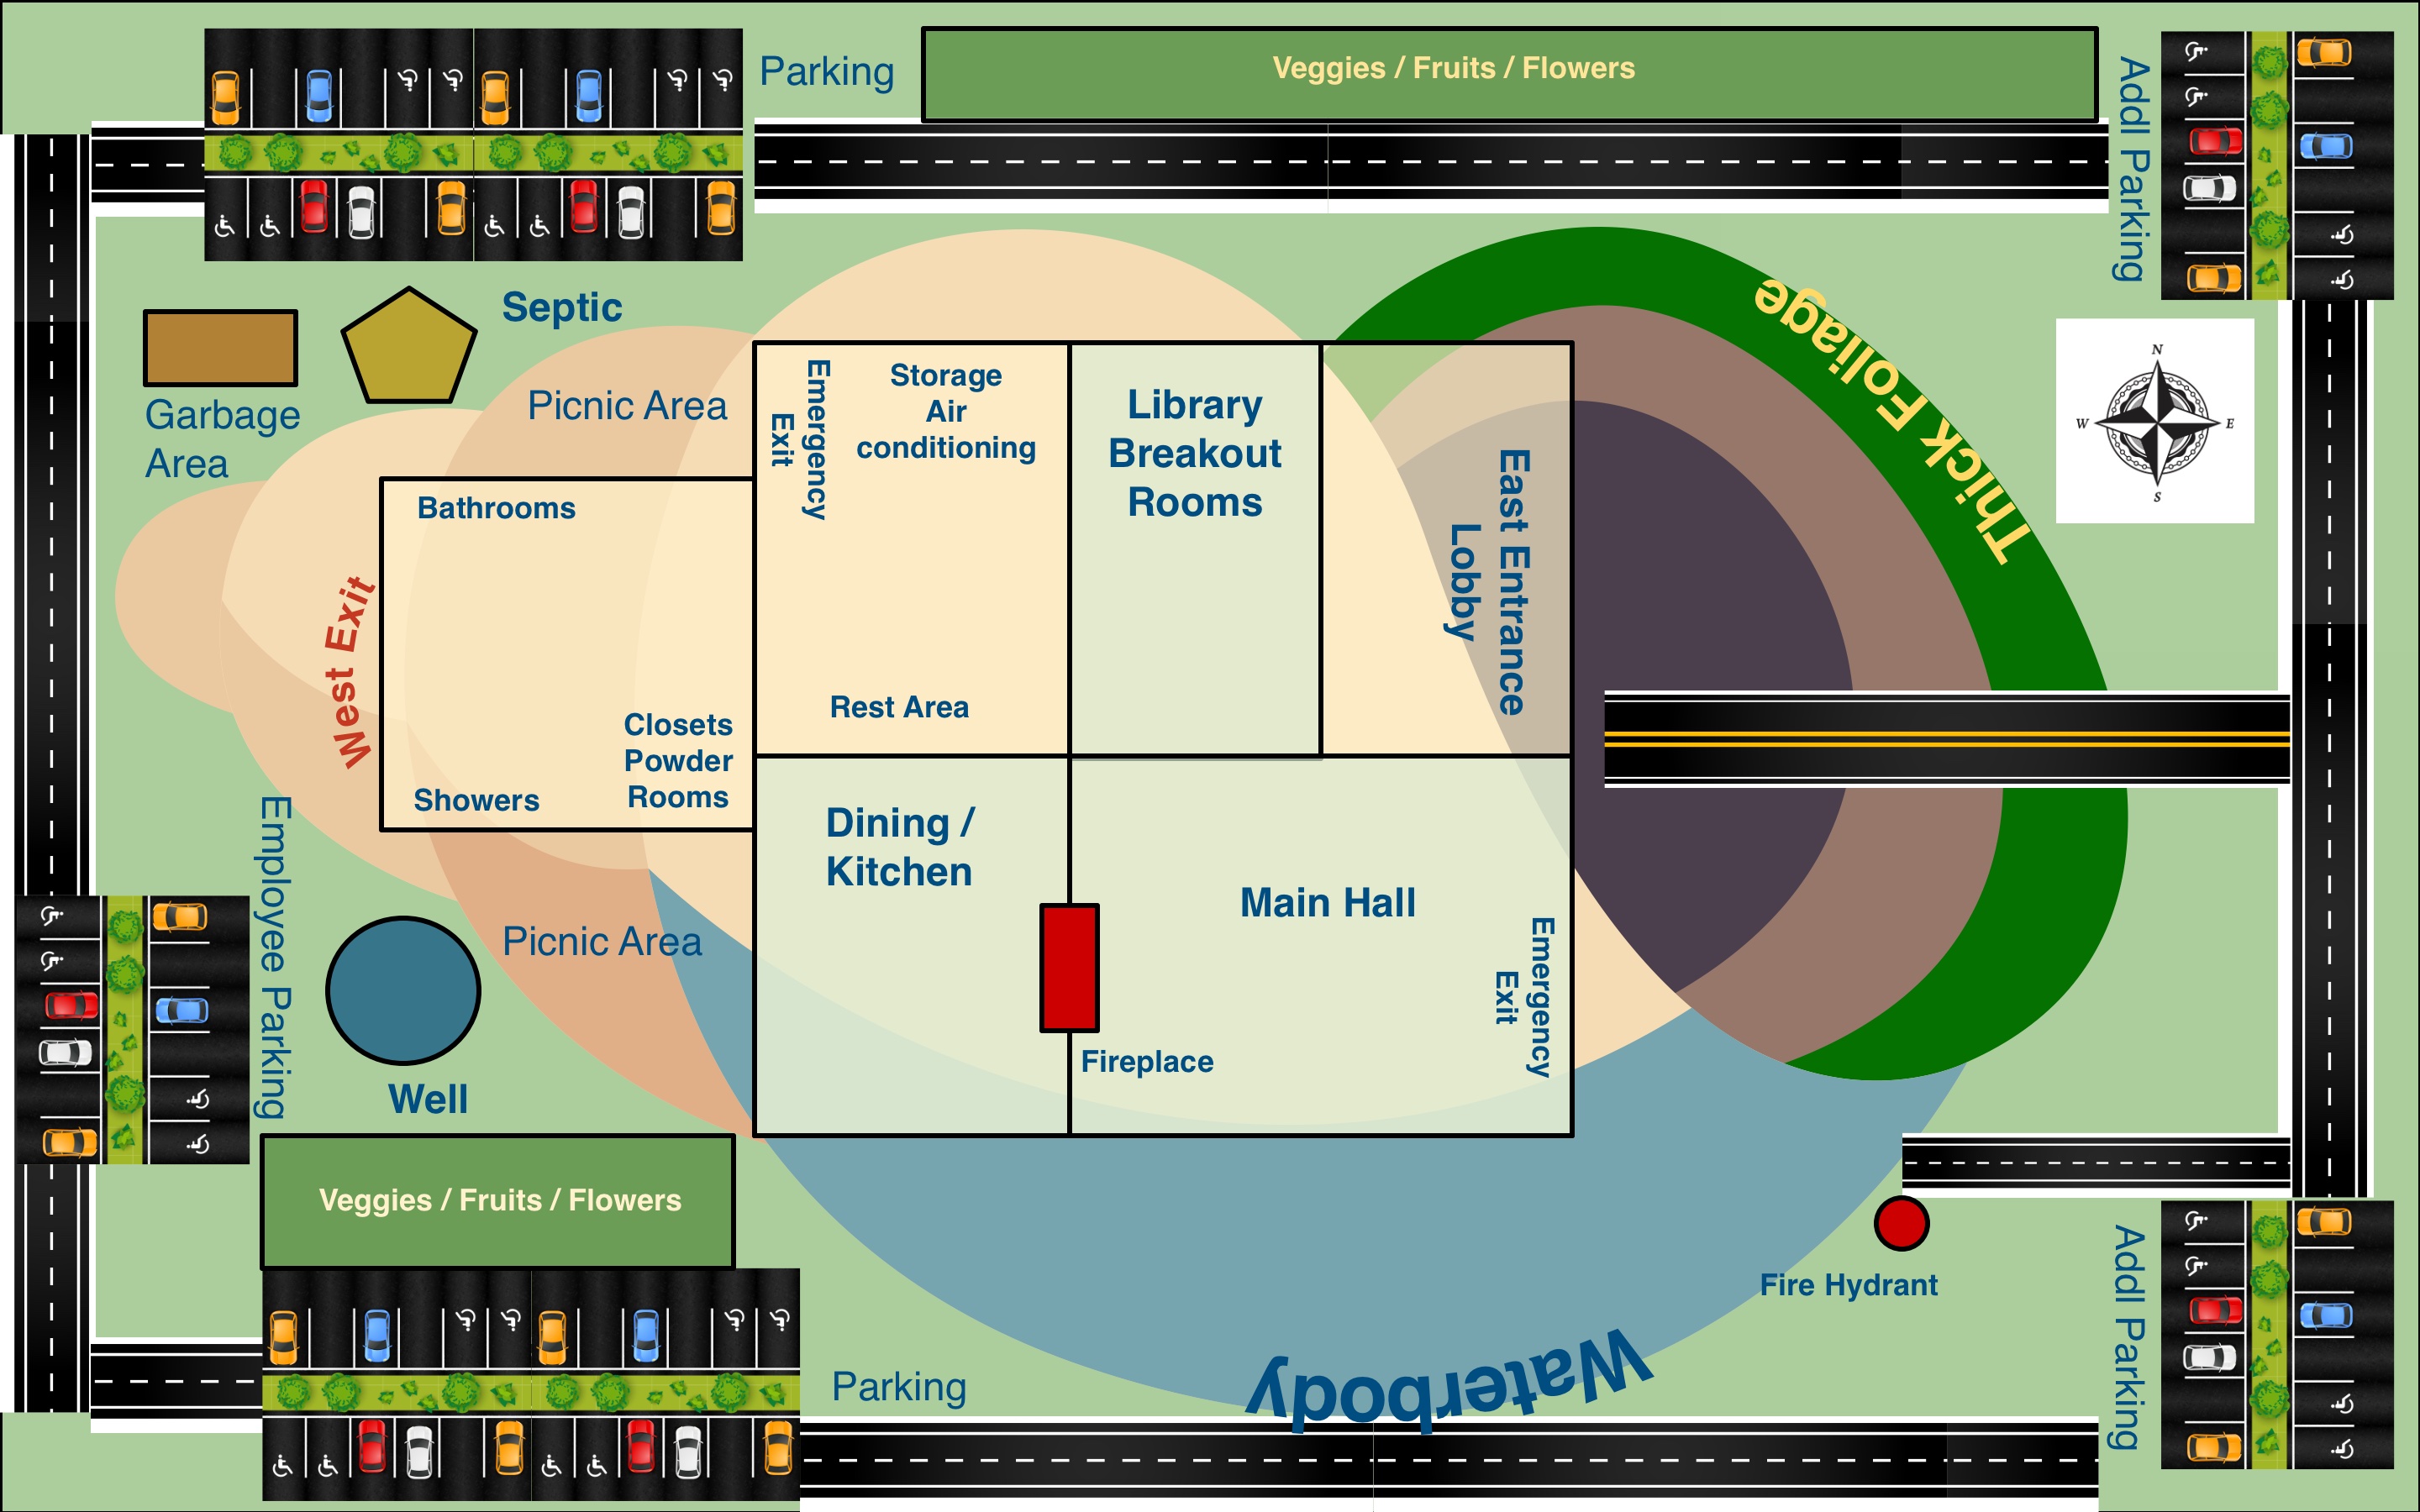 Parking
Veggies / Fruits / Flowers
Addl Parking
Septic
Garbage
Area
Picnic Area
Emergency
Exit
Storage
Air
conditioning
Library
Breakout
Rooms
East Entrance
Lobby
Thick Foliage
N
W
E
S
Bathrooms
West Exit
Rest Area
Closets
Powder
Rooms
Showers
Employee Parking
Dining /
Kitchen
Main Hall
Picnic Area
Emergency
Exit
Fireplace
Well
Veggies / Fruits / Flowers
Fire Hydrant
Addl Parking
Parking
Waterbody